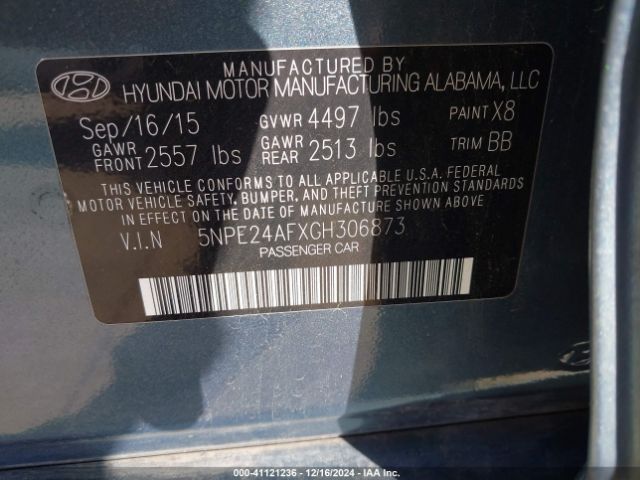 MANUFACTURED BY
HYUNDAI MOTOR MANUFACTURING ALABAMA, LLC
Sep/16/15 GVWR 4497 lbs PAINT X8
GAWR FRONT 2557 lbs GAWR REAR 2513 lbs TRIM BB
THIS VEHICLE CONFORMS TO ALL APPLICABLE U.S.A. FEDERAL
MOTOR VEHICLE SAFETY, BUMPER, AND THEFT PREVENTION STANDARDS
IN EFFECT ON THE DATE OF MANUFACTURE SHOWN ABOVE
V.I.N 5NPE24AFXGH306873
PASSENGER CAR
000-41121236 - 12/16/2024 - IAA Inc.